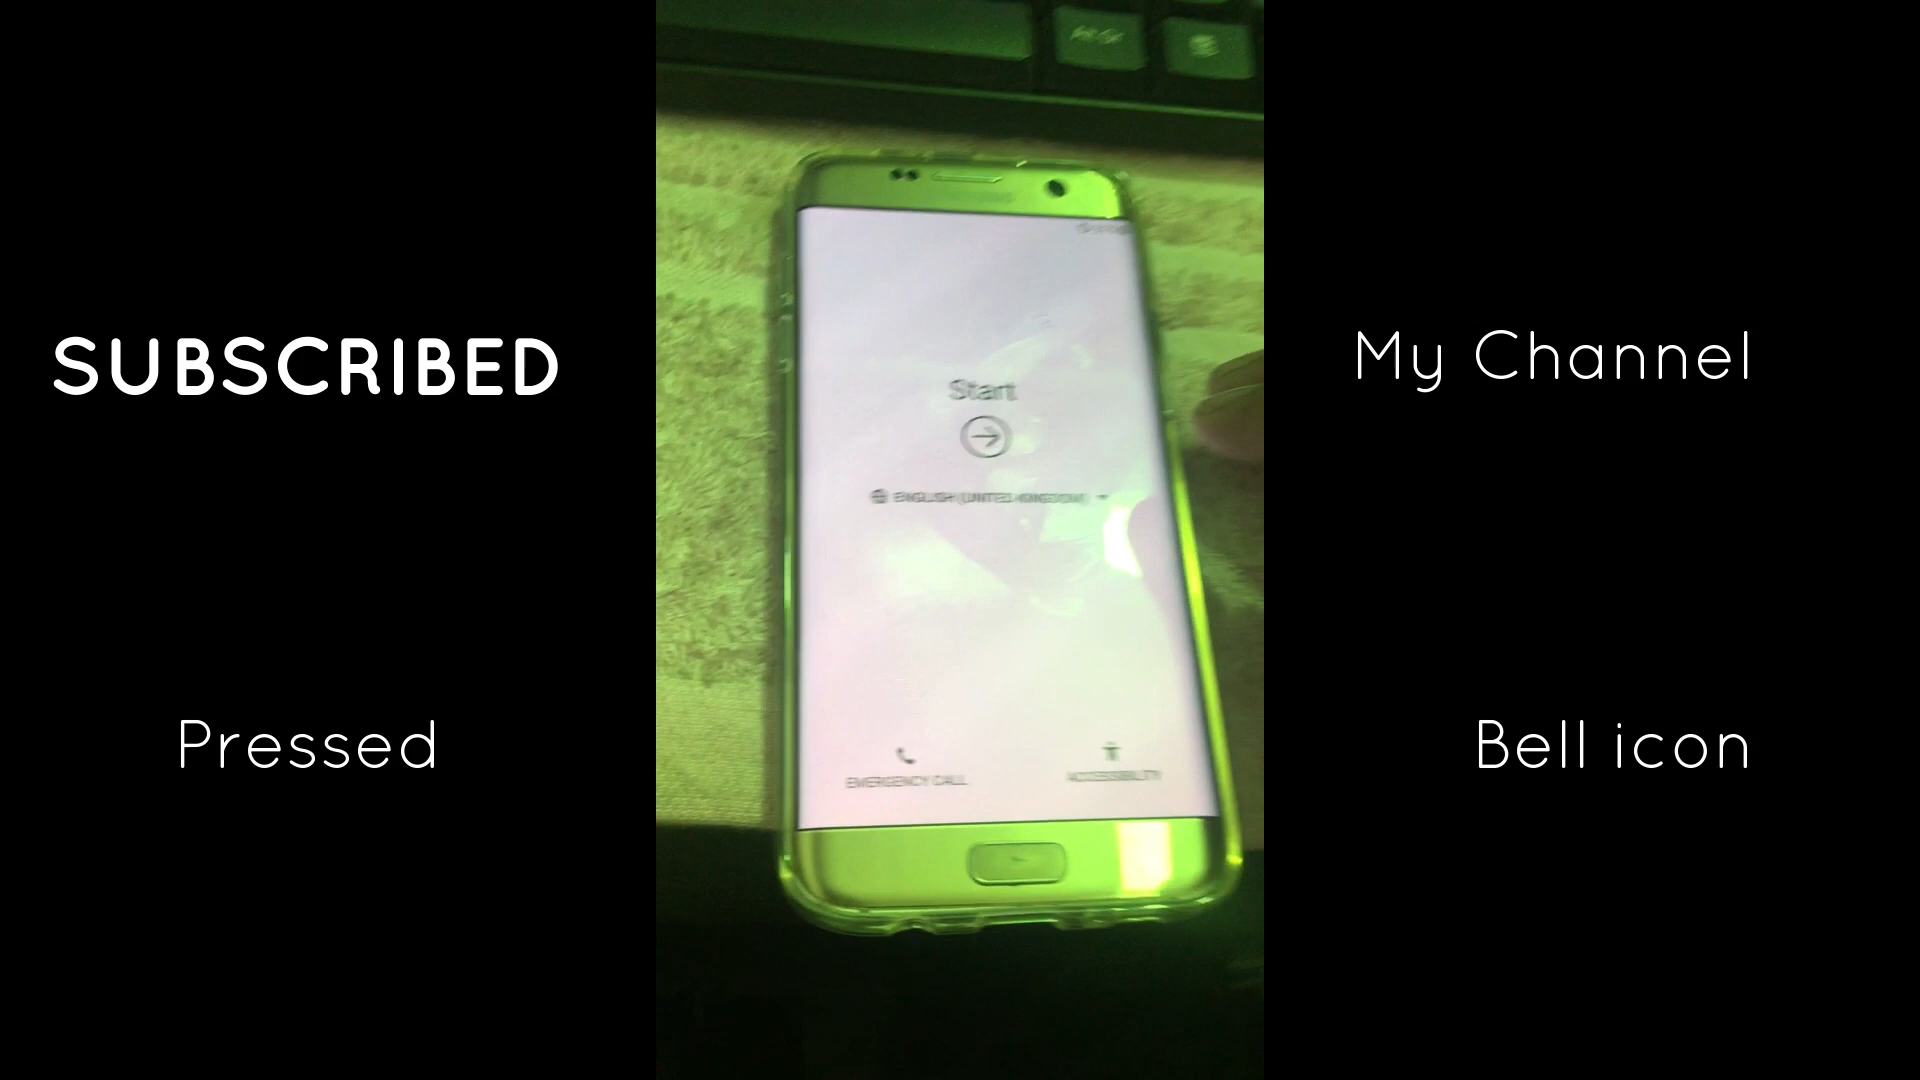 SUBSCRIBED
My Channel
Pressed
Bell icon
Start
ENGLISH (UNITED KINGDOM)
EMERGENCY CALL
ACCESSIBILITY